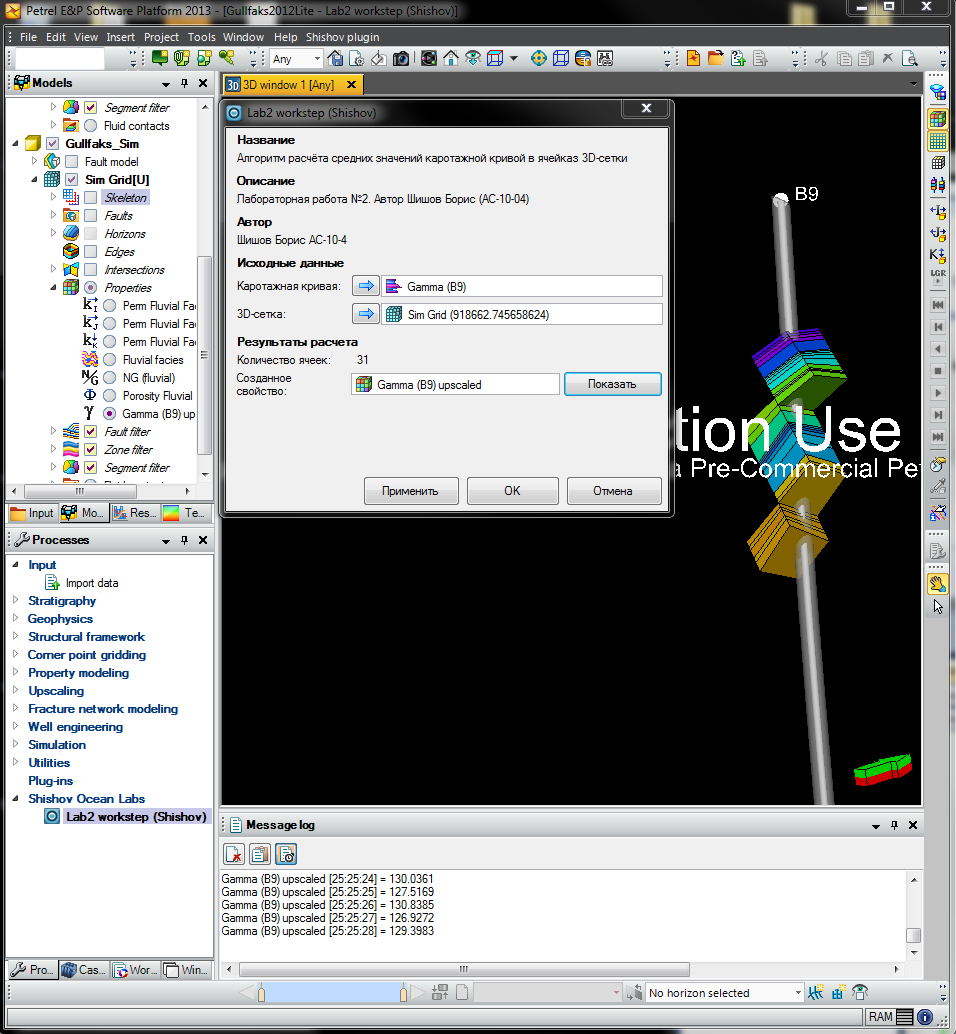 Petrel E&P Software Platform 2013 - [Gullfaks2012Lite - Lab2 workstep (Shishov)]
File Edit View Insert Project Tools Window Help Shishov plugin
Any
Models
3D window 1 [Any]
Segment filter
Fluid contacts
Gullfaks_Sim
Fault model
Sim Grid[U]
Skeleton
Faults
Horizons
Edges
Intersections
Properties
Perm Fluvial Fa
Perm Fluvial Fa
Perm Fluvial Fa
Fluvial facies
NG (fluvial)
Porosity Fluvial
Gamma (B9) up
Fault filter
Zone filter
Segment filter
Input Mo... Res... Te...
Lab2 workstep (Shishov)
Название
Алгоритм расчёта средних значений каротажной кривой в ячейказ 3D-сетки
Описание
Лабораторная работа №2. Автор Шишов Борис (АС-10-04)
Автор
Шишов Борис АС-10-4
Исходные данные
Каротажная кривая: Gamma (B9)
3D-сетка: Sim Grid (918662.745658624)
Результаты расчета
Количество ячеек: 31
Созданное свойство: Gamma (B9) upscaled Показать
Применить OK Отмена
B9
tion Use
a Pre-Commercial Pe
LGR
Processes
Input
Import data
Stratigraphy
Geophysics
Structural framework
Corner point gridding
Property modeling
Upscaling
Fracture network modeling
Well engineering
Simulation
Utilities
Plug-ins
Shishov Ocean Labs
Lab2 workstep (Shishov)
Pro... Cas... Wor... Win...
Message log
Gamma (B9) upscaled [25:25:24] = 130.0361
Gamma (B9) upscaled [25:25:25] = 127.5169
Gamma (B9) upscaled [25:25:26] = 130.8385
Gamma (B9) upscaled [25:25:27] = 126.9272
Gamma (B9) upscaled [25:25:28] = 129.3983
No horizon selected
RAM